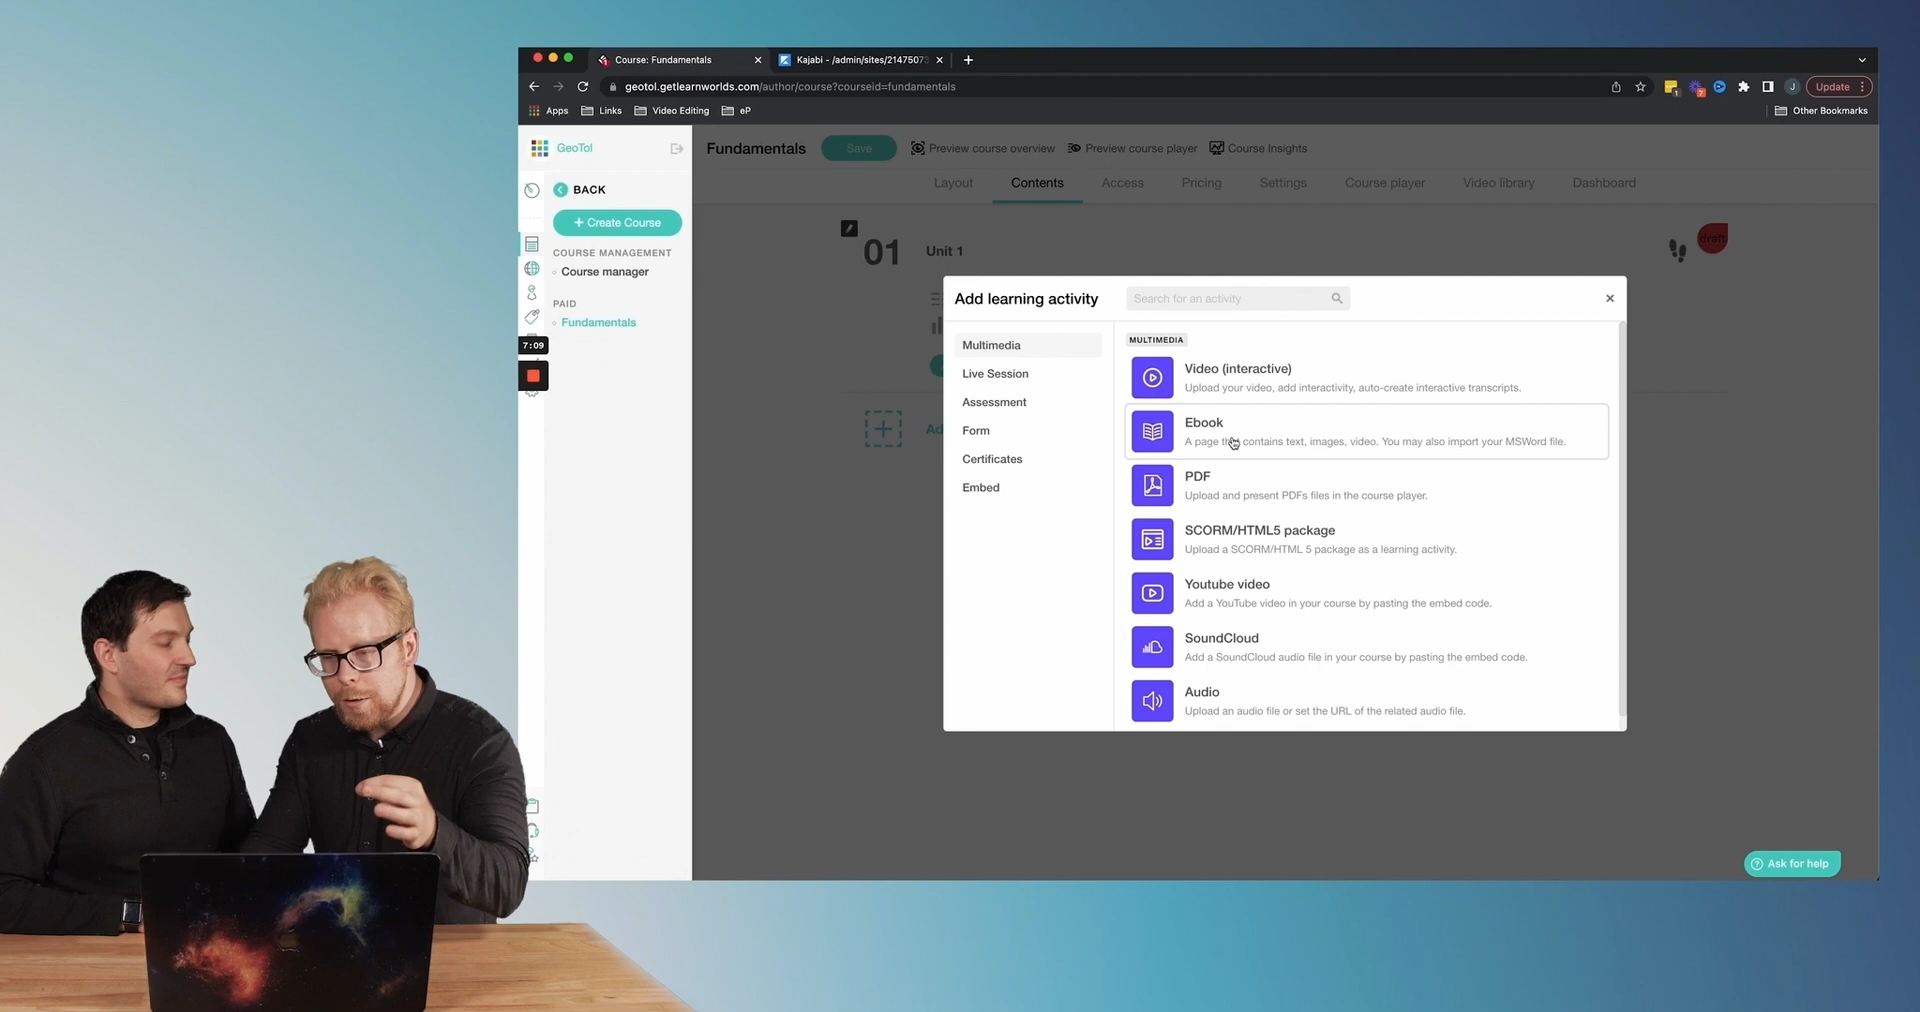 Course: Fundamentals
Kajabi - /admin/sites/21475073
geotol.getlearnworlds.com/author/course?courseid=fundamentals
1
7
J
Update
Apps
Links
Video Editing
eP
Other Bookmarks
GeoTol
Fundamentals
Save
Preview course overview
Preview course player
Course Insights
BACK
Layout
Contents
Access
Pricing
Settings
Course player
Video library
Dashboard
+ Create Course
COURSE MANAGEMENT
Course manager
PAID
Fundamentals
7:09
01
Unit 1
draft
Add learning activity
Search for an activity
Multimedia
Live Session
Assessment
Form
Certificates
Embed
MULTIMEDIA
Video (interactive)
Upload your video, add interactivity, auto-create interactive transcripts.
Ebook
A page contains text, images, video. You may also import your MSWord file.
PDF
Upload and present PDFs files in the course player.
SCORM/HTML5 package
Upload a SCORM/HTML 5 package as a learning activity.
Youtube video
Add a YouTube video in your course by pasting the embed code.
SoundCloud
Add a SoundCloud audio file in your course by pasting the embed code.
Audio
Upload an audio file or set the URL of the related audio file.
Ask for help